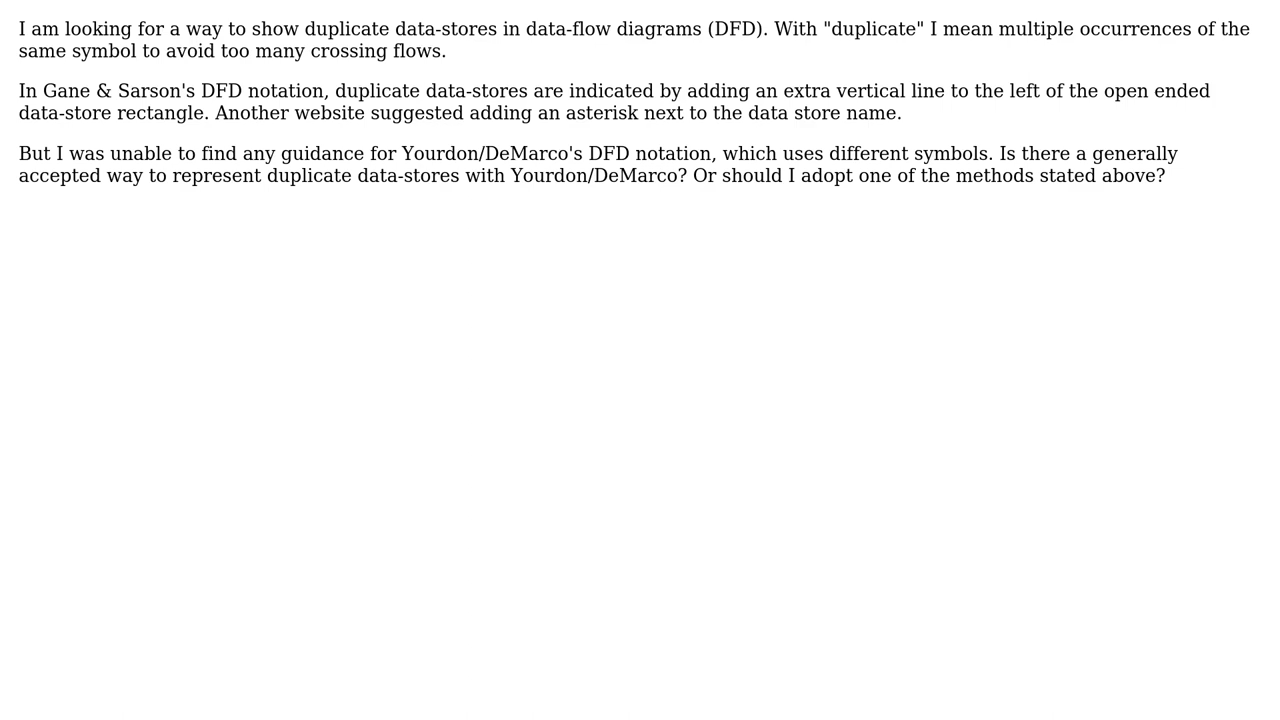 I am looking for a way to show duplicate data-stores in data-flow diagrams (DFD). With "duplicate" I mean multiple occurrences of the
same symbol to avoid too many crossing flows.
In Gane & Sarson's DFD notation, duplicate data-stores are indicated by adding an extra vertical line to the left of the open ended
data-store rectangle. Another website suggested adding an asterisk next to the data store name.
But I was unable to find any guidance for Yourdon/DeMarco's DFD notation, which uses different symbols. Is there a generally
accepted way to represent duplicate data-stores with Yourdon/DeMarco? Or should I adopt one of the methods stated above?